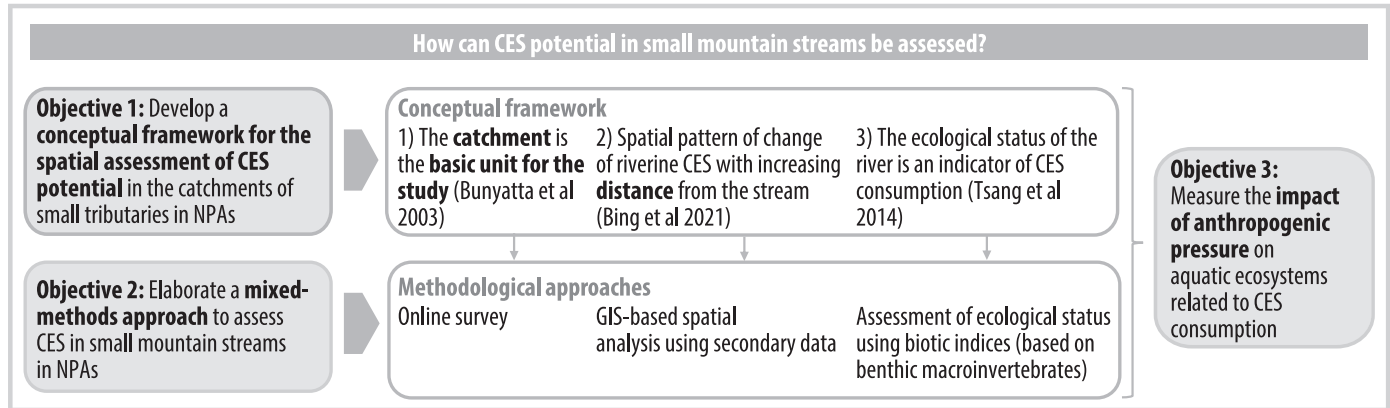 How can CES potential in small mountain streams be assessed?
Objective 1: Develop a
conceptual framework for the
spatial assessment of CES
potential in the catchments of
small tributaries in NPAs
Conceptual framework
1) The catchment is
the basic unit for the
study (Bunyatta et al
2003)
2) Spatial pattern of change
of riverine CES with increasing
distance from the stream
(Bing et al 2021)
3) The ecological status of the
river is an indicator of CES
consumption (Tsang et al
2014)
Objective 2: Elaborate a mixed-
methods approach to assess
CES in small mountain streams
in NPAs
Methodological approaches
Online survey
GIS-based spatial
analysis using secondary data
Assessment of ecological status
using biotic indices (based on
benthic macroinvertebrates)
Objective 3:
Measure the impact
of anthropogenic
pressure on
aquatic ecosystems
related to CES
consumption